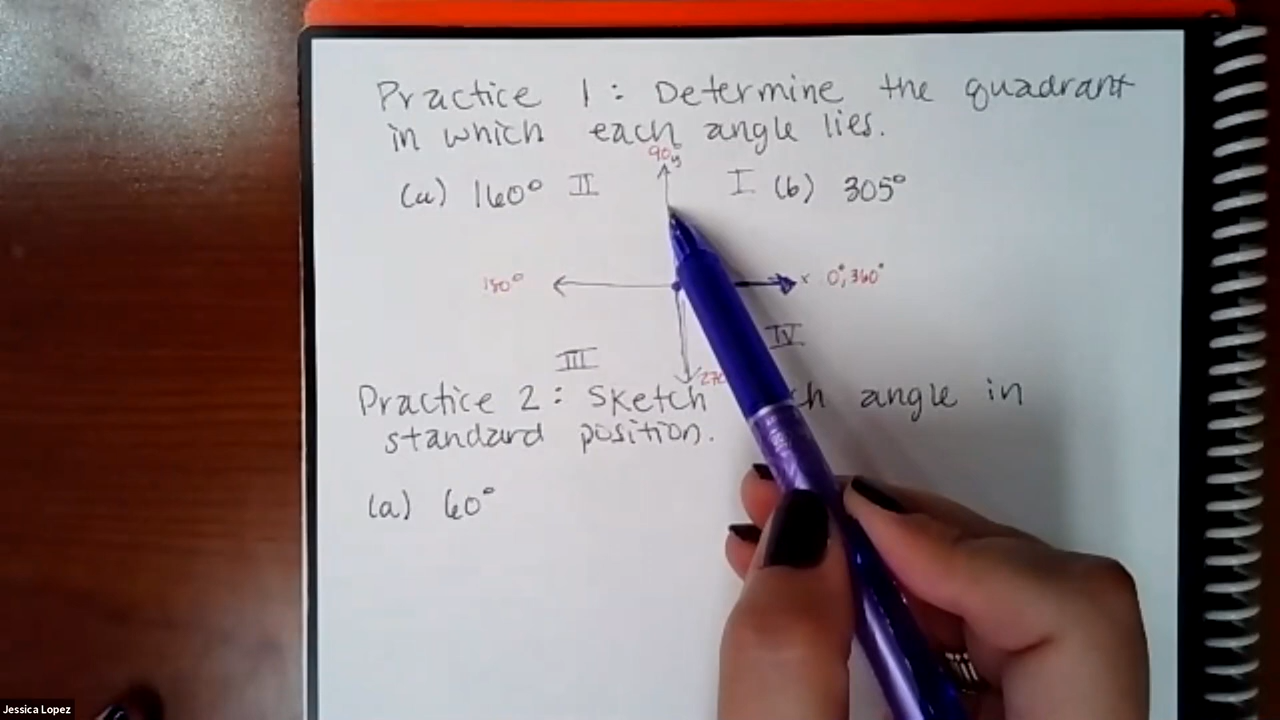 Practice 1: Determine the quadrant
in which each angle lies.
90° y
(a) 160° II I (b) 305°
180° x 0°, 360°
IV
III
270
Practice 2: Sketch angle in
standard position.
(a) 60°
Jessica Lopez